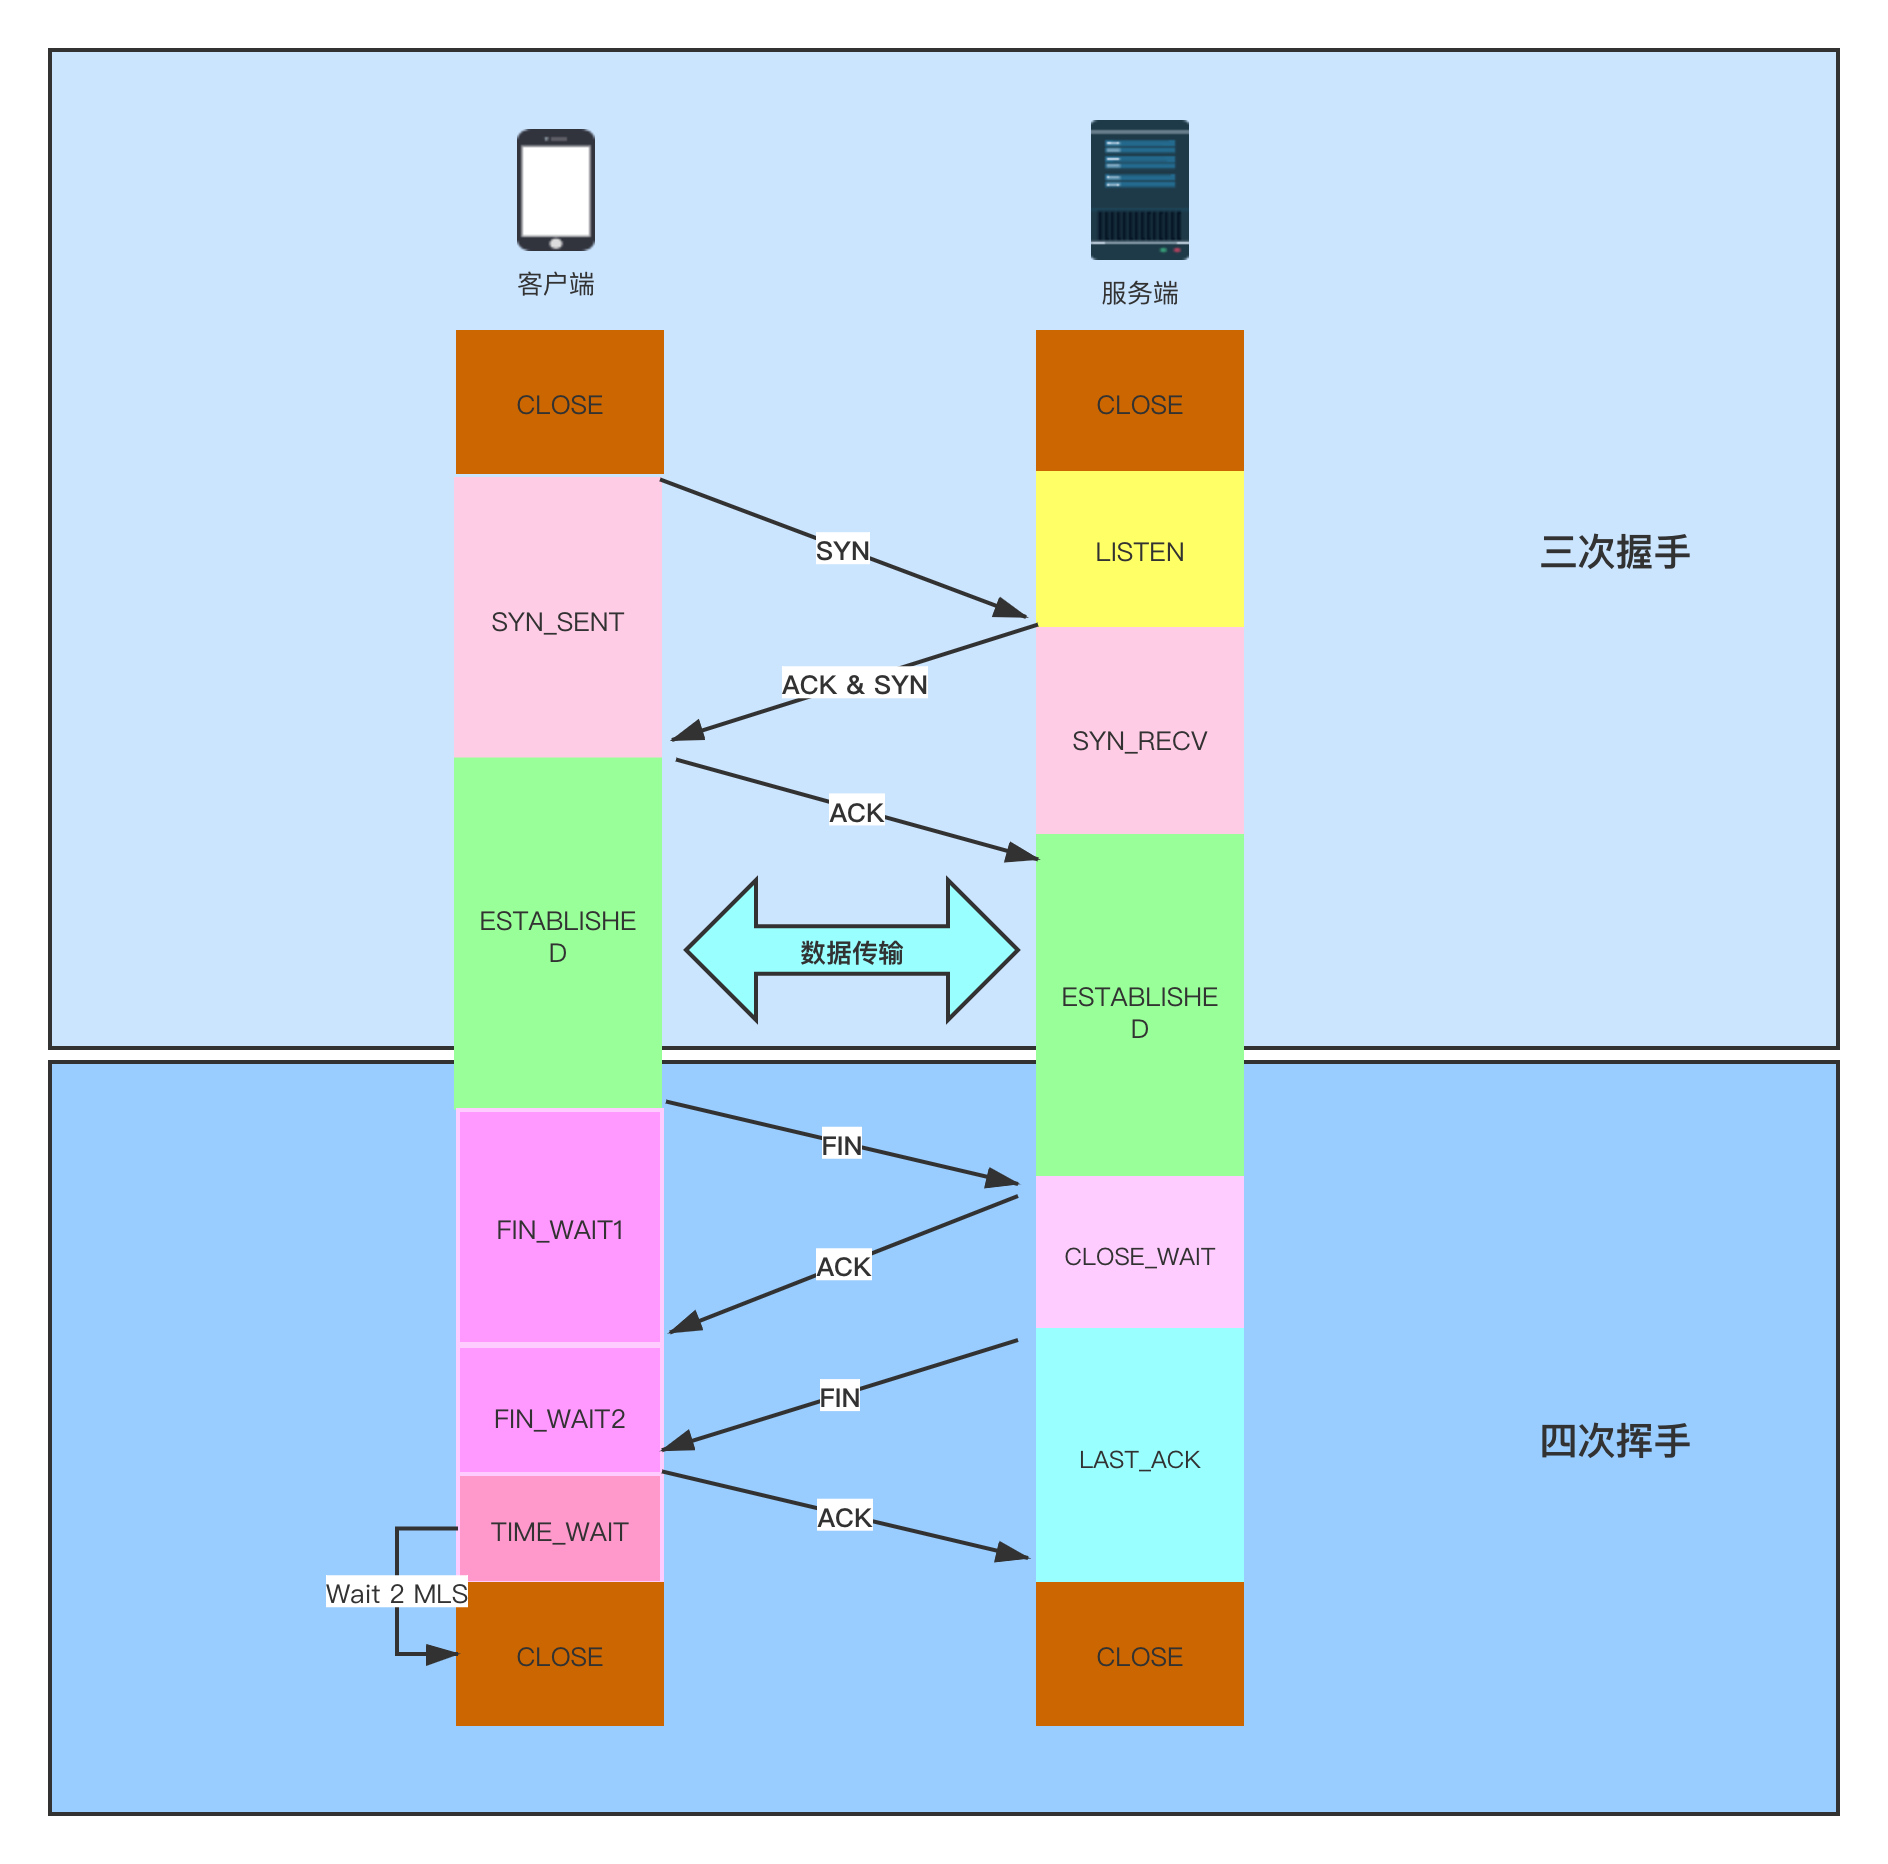 客户端
服务端
CLOSE
CLOSE
SYN
LISTEN
三次握手
SYN_SENT
ACK & SYN
SYN_RECV
ACK
ESTABLISHE
D
数据传输
ESTABLISHE
D
FIN
FIN_WAIT1
CLOSE_WAIT
ACK
FIN
FIN_WAIT2
四次挥手
LAST_ACK
ACK
TIME_WAIT
Wait 2 MLS
CLOSE
CLOSE